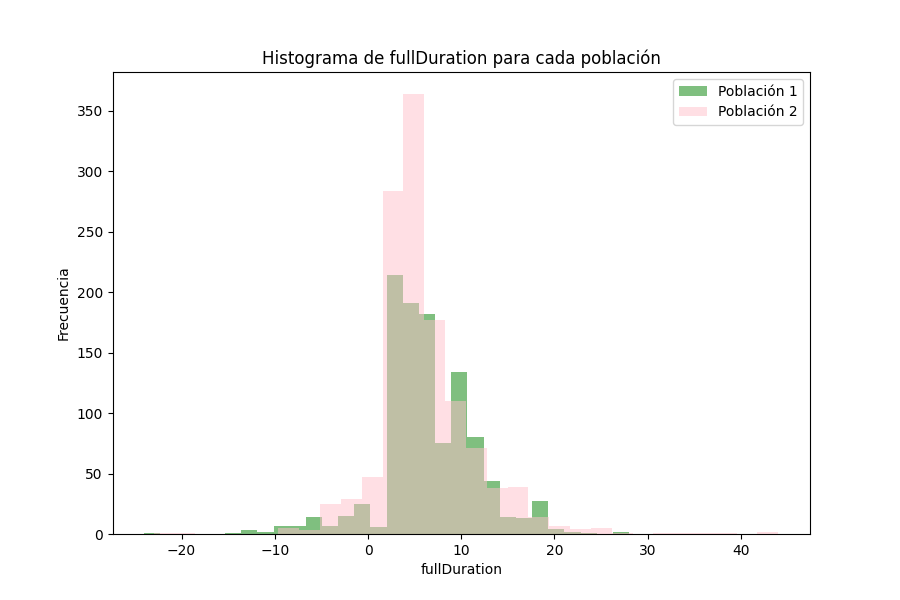 Histograma de fullDuration para cada población
Población 1
Población 2
350
300
250
200
150
100
50
0
Frecuencia
−20 −10 0 10 20 30 40
fullDuration